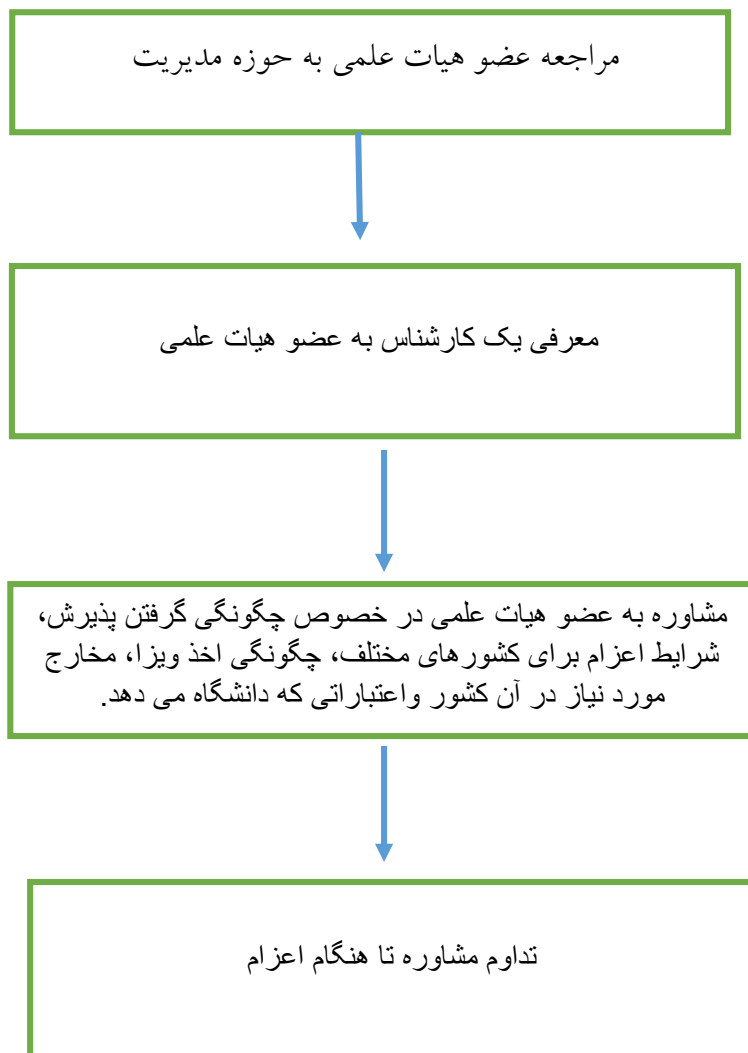 مراجعه عضو هیات علمی به حوزه مدیریت
معرفی یک کارشناس به عضو هیات علمی
مشاوره به عضو هیات علمی در خصوص چگونگی گرفتن پذیرش،
شرایط اعزام برای کشورهای مختلف، چگونگی اخذ ویزا، مخارج
مورد نیاز در آن کشور واعتباراتی که دانشگاه می دهد.
تداوم مشاوره تا هنگام اعزام